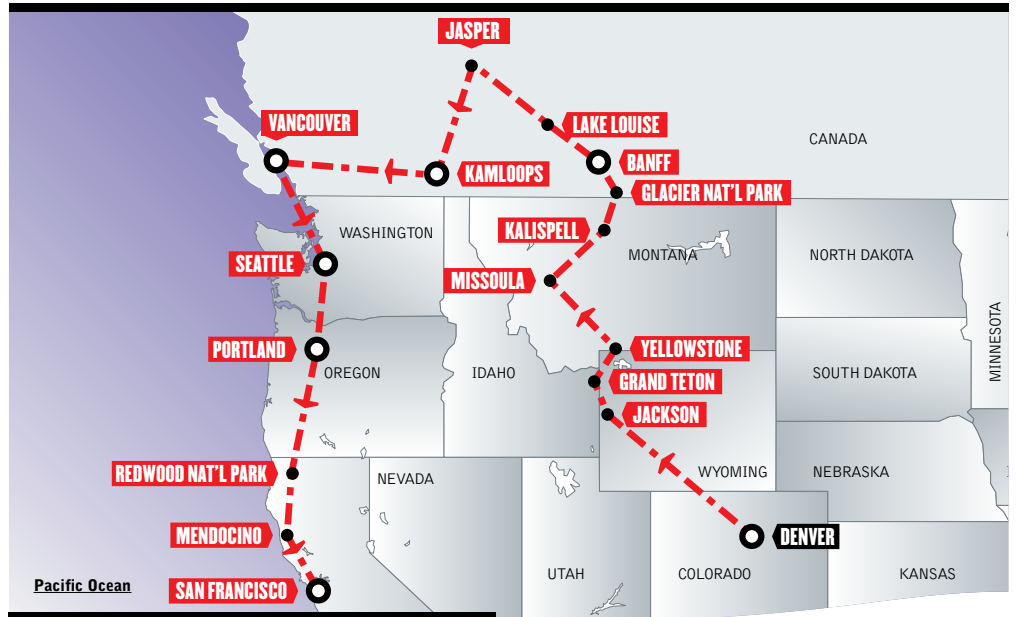 JASPER
VANCOUVER
LAKE LOUISE
CANADA
BANFF
KAMLOOPS
GLACIER NAT'L PARK
KALISPELL
WASHINGTON
MONTANA
NORTH DAKOTA
SEATTLE
MISSOULA
MINNESOTA
PORTLAND
YELLOWSTONE
OREGON
IDAHO
GRAND TETON
SOUTH DAKOTA
JACKSON
REDWOOD NAT'L PARK
NEVADA
WYOMING
NEBRASKA
MENDOCINO
DENVER
UTAH
COLORADO
KANSAS
Pacific Ocean
SAN FRANCISCO